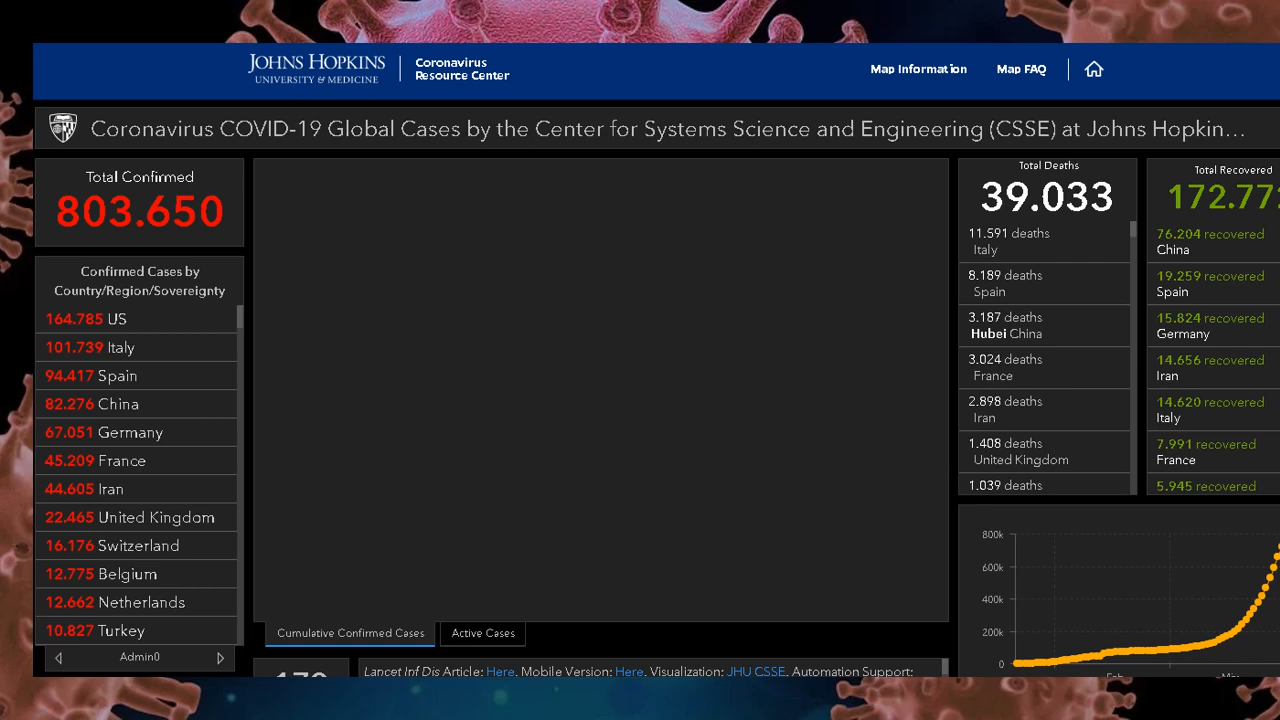 JOHNS HOPKINS
UNIVERSITY & MEDICINE
Coronavirus
Resource Center
Map Information
Map FAQ
Coronavirus COVID-19 Global Cases by the Center for Systems Science and Engineering (CSSE) at Johns Hopkin...
Total Confirmed
803.650
Confirmed Cases by
Country/Region/Sovereignty
164.785 US
101.739 Italy
94.417 Spain
82.276 China
67.051 Germany
45.209 France
44.605 Iran
22.465 United Kingdom
16.176 Switzerland
12.775 Belgium
12.662 Netherlands
10.827 Turkey
Admin0
Cumulative Confirmed Cases
Active Cases
Lancet Inf Dis Article: Here. Mobile Version: Here. Visualization: JHU CSSE. Automation Support:
Total Deaths
39.033
11.591 deaths
Italy
8.189 deaths
Spain
3.187 deaths
Hubei China
3.024 deaths
France
2.898 deaths
Iran
1.408 deaths
United Kingdom
1.039 deaths
Total Recovered
172.77
76.204 recovered
China
19.259 recovered
Spain
15.824 recovered
Germany
14.656 recovered
Iran
14.620 recovered
Italy
7.991 recovered
France
5.945 recovered
800k
600k
400k
200k
0